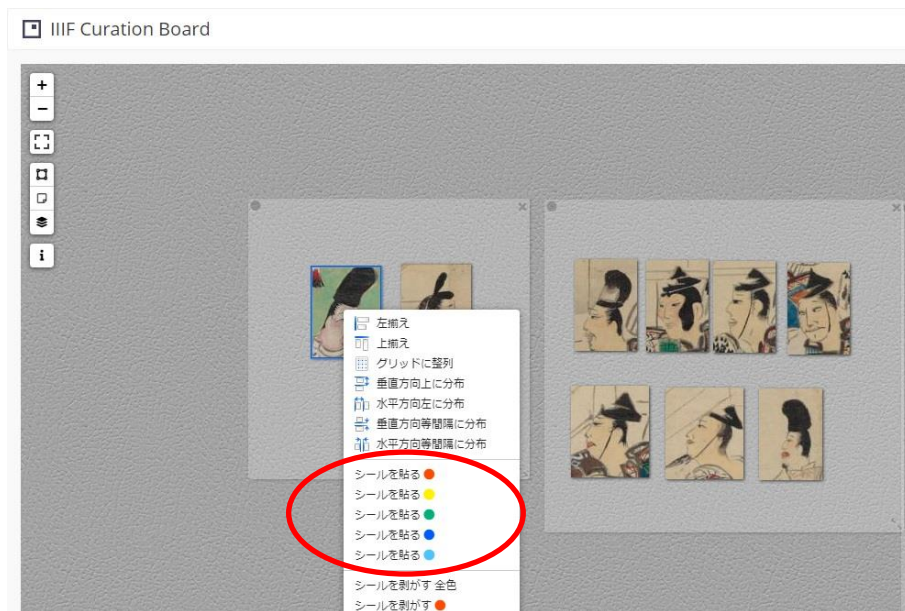 IIIF Curation Board
+
−
i
左揃え
上揃え
グリッドに整列
垂直方向上に分布
水平方向左に分布
垂直方向等間隔に分布
水平方向等間隔に分布
シールを貼る
シールを貼る
シールを貼る
シールを貼る
シールを貼る
シールを剥がす 全色
シールを剥がす